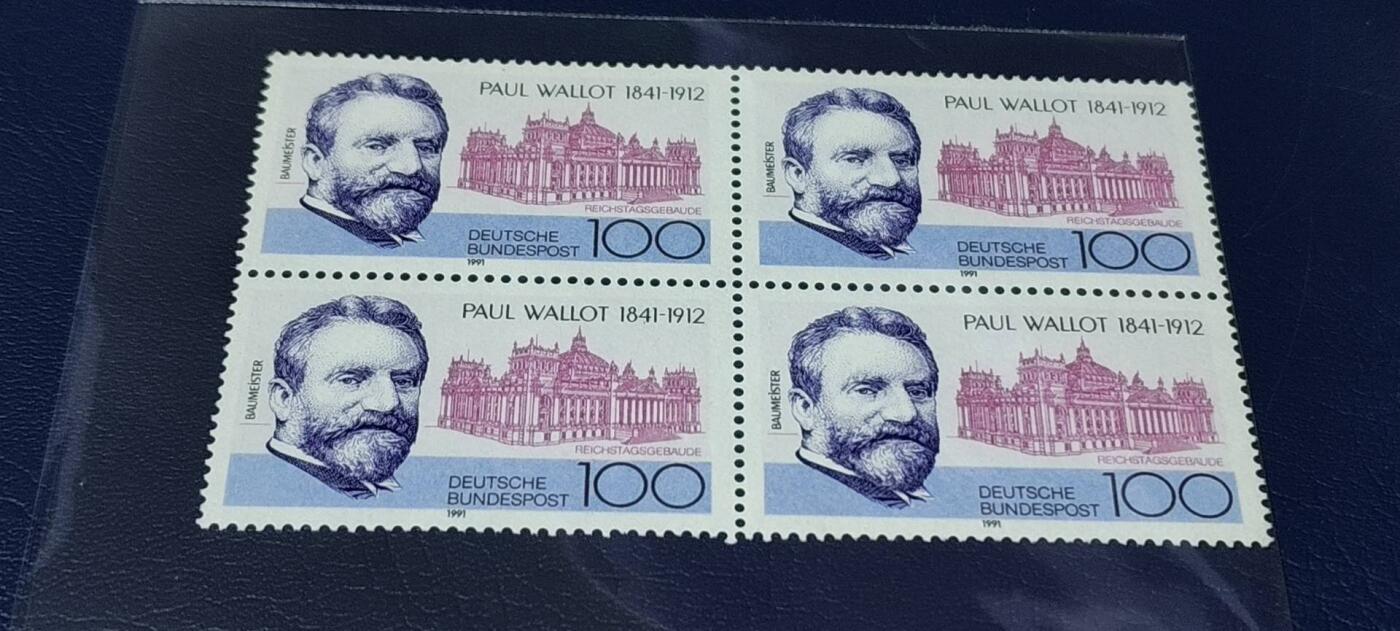 PAUL WALLOT 1841-1912
BAUMEISTER
REICHSTAGSGEBÄUDE
DEUTSCHE
BUNDESPOST 100
1991
PAUL WALLOT 1841-1912
BAUMEISTER
REICHSTAGSGEBÄUDE
DEUTSCHE
BUNDESPOST 100
1991
PAUL WALLOT 1841-1912
BAUMEISTER
REICHSTAGSGEBÄUDE
DEUTSCHE
BUNDESPOST 100
1991
PAUL WALLOT 1841-1912
BAUMEISTER
REICHSTAGSGEBÄUDE
DEUTSCHE
BUNDESPOST 100
1991